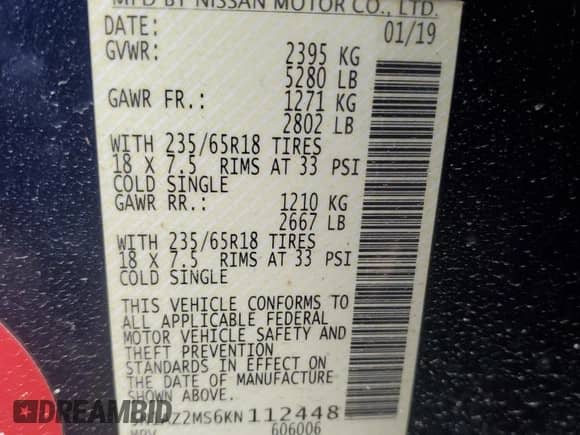 MFD BY NISSAN MOTOR CO., LTD.
DATE: 01/19
GVWR: 2395 KG
5280 LB
GAWR FR.: 1271 KG
2802 LB
WITH 235/65R18 TIRES
18 X 7.5 RIMS AT 33 PSI
COLD SINGLE
GAWR RR.: 1210 KG
2667 LB
WITH 235/65R18 TIRES
18 X 7.5 RIMS AT 33 PSI
COLD SINGLE
THIS VEHICLE CONFORMS TO
ALL APPLICABLE FEDERAL
MOTOR VEHICLE SAFETY AND
THEFT PREVENTION
STANDARDS IN EFFECT ON
THE DATE OF MANUFACTURE
SHOWN ABOVE.
Z2MS6KN112448
MPV 606006
BIDFAX